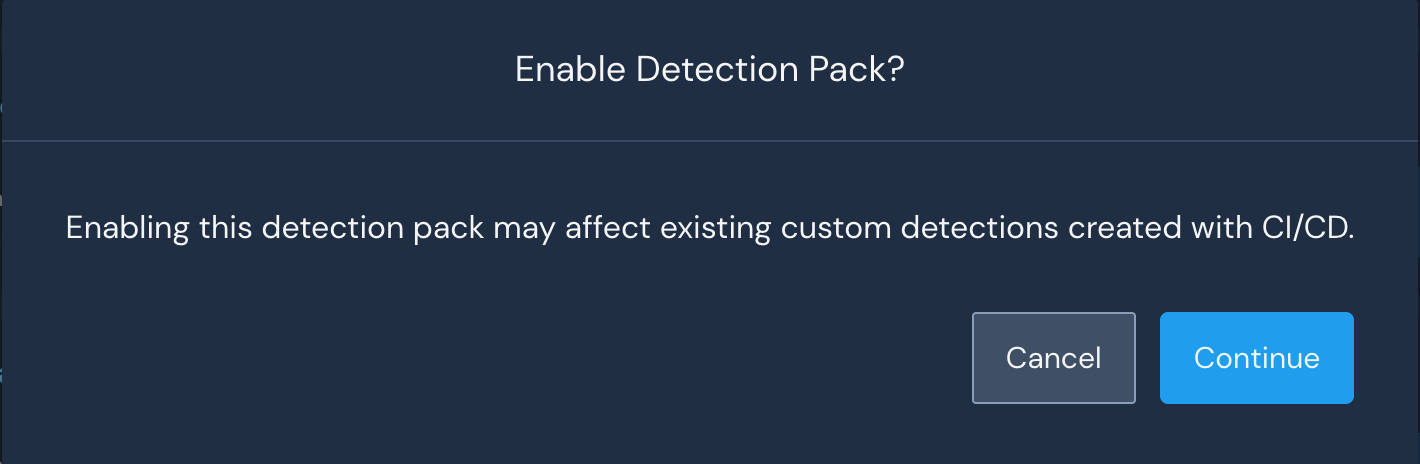 Enable Detection Pack?
Enabling this detection pack may affect existing custom detections created with CI/CD.
Cancel
Continue